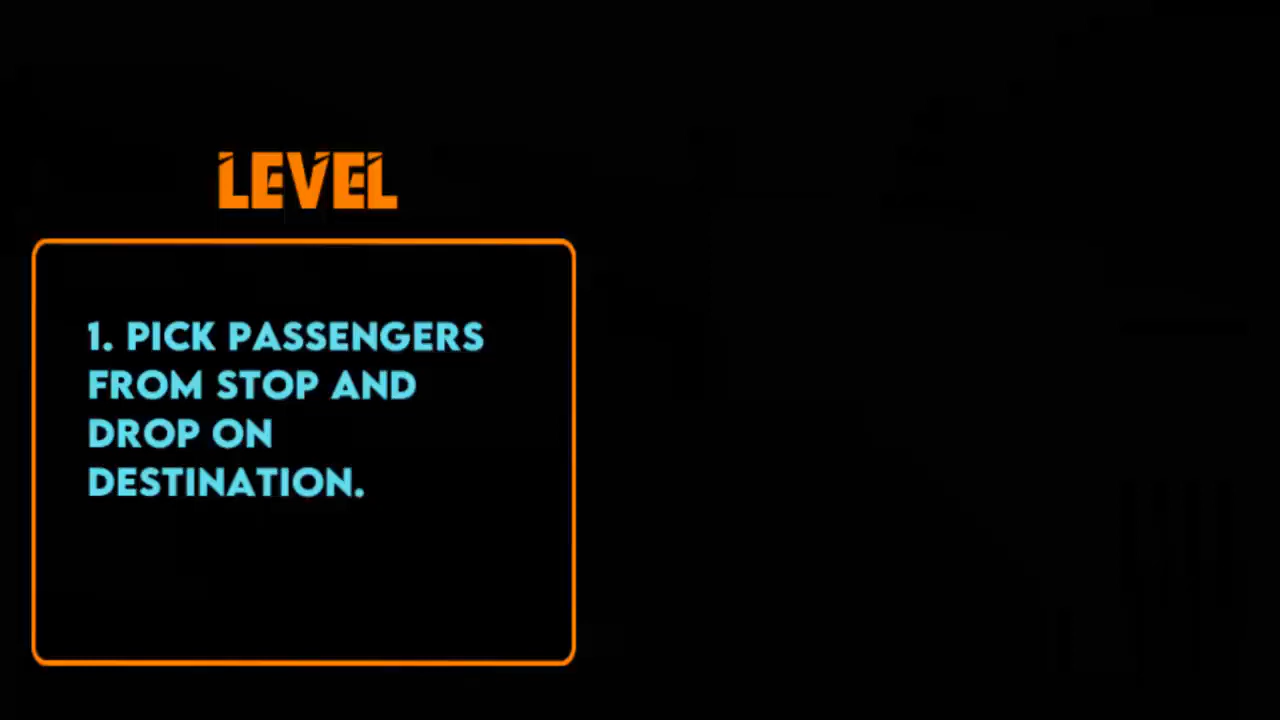 LEVEL
1. PICK PASSENGERS
FROM STOP AND
DROP ON
DESTINATION.